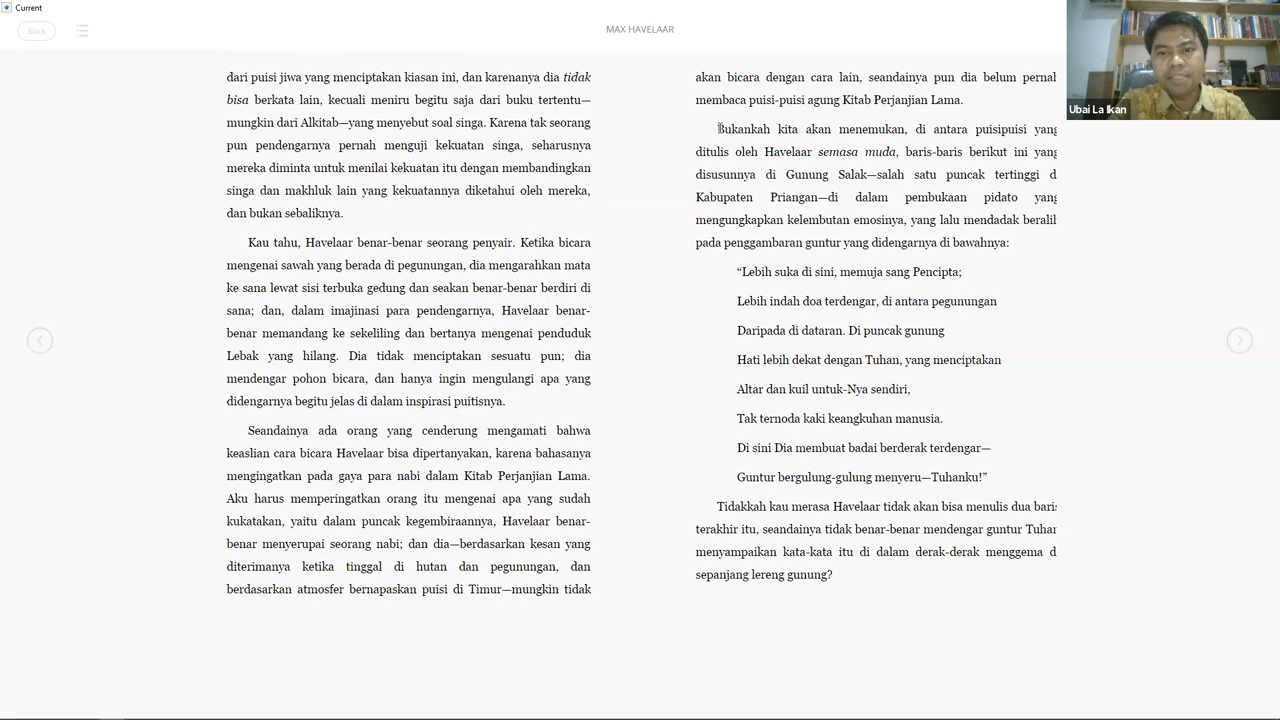 Current
Back
MAX HAVELAAR
Ubai La Ikan
dari puisi jiwa yang menciptakan kiasan ini, dan karenanya dia tidak
bisa berkata lain, kecuali meniru begitu saja dari buku tertentu—
mungkin dari Alkitab—yang menyebut soal singa. Karena tak seorang
pun pendengarnya pernah menguji kekuatan singa, seharusnya
mereka diminta untuk menilai kekuatan itu dengan membandingkan
singa dan makhluk lain yang kekuatannya diketahui oleh mereka,
dan bukan sebaliknya.
Kau tahu, Havelaar benar-benar seorang penyair. Ketika bicara
mengenai sawah yang berada di pegunungan, dia mengarahkan mata
ke sana lewat sisi terbuka gedung dan seakan benar-benar berdiri di
sana; dan, dalam imajinasi para pendengarnya, Havelaar benar-
benar memandang ke sekeliling dan bertanya mengenai penduduk
Lebak yang hilang. Dia tidak menciptakan sesuatu pun; dia
mendengar pohon bicara, dan hanya ingin mengulangi apa yang
didengarnya begitu jelas di dalam inspirasi puitisnya.
Seandainya ada orang yang cenderung mengamati bahwa
keaslian cara bicara Havelaar bisa dipertanyakan, karena bahasanya
mengingatkan pada gaya para nabi dalam Kitab Perjanjian Lama.
Aku harus memperingatkan orang itu mengenai apa yang sudah
kukatakan, yaitu dalam puncak kegembiraannya, Havelaar benar-
benar menyerupai seorang nabi; dan dia—berdasarkan kesan yang
diterimanya ketika tinggal di hutan dan pegunungan, dan
berdasarkan atmosfer bernapaskan puisi di Timur—mungkin tidak
akan bicara dengan cara lain, seandainya pun dia belum pernah
membaca puisi-puisi agung Kitab Perjanjian Lama.
Bukankah kita akan menemukan, di antara puisipuisi yang
ditulis oleh Havelaar semasa muda, baris-baris berikut ini yang
disusunnya di Gunung Salak—salah satu puncak tertinggi d
Kabupaten Priangan—di dalam pembukaan pidato yang
mengungkapkan kelembutan emosinya, yang lalu mendadak beralih
pada penggambaran guntur yang didengarnya di bawahnya:
“Lebih suka di sini, memuja sang Pencipta;
Lebih indah doa terdengar, di antara pegunungan
Daripada di dataran. Di puncak gunung
Hati lebih dekat dengan Tuhan, yang menciptakan
Altar dan kuil untuk-Nya sendiri,
Tak ternoda kaki keangkuhan manusia.
Di sini Dia membuat badai berderak terdengar—
Guntur bergulung-gulung menyeru—Tuhanku!”
Tidakkah kau merasa Havelaar tidak akan bisa menulis dua baris
terakhir itu, seandainya tidak benar-benar mendengar guntur Tuhan
menyampaikan kata-kata itu di dalam derak-derak menggema d
sepanjang lereng gunung?